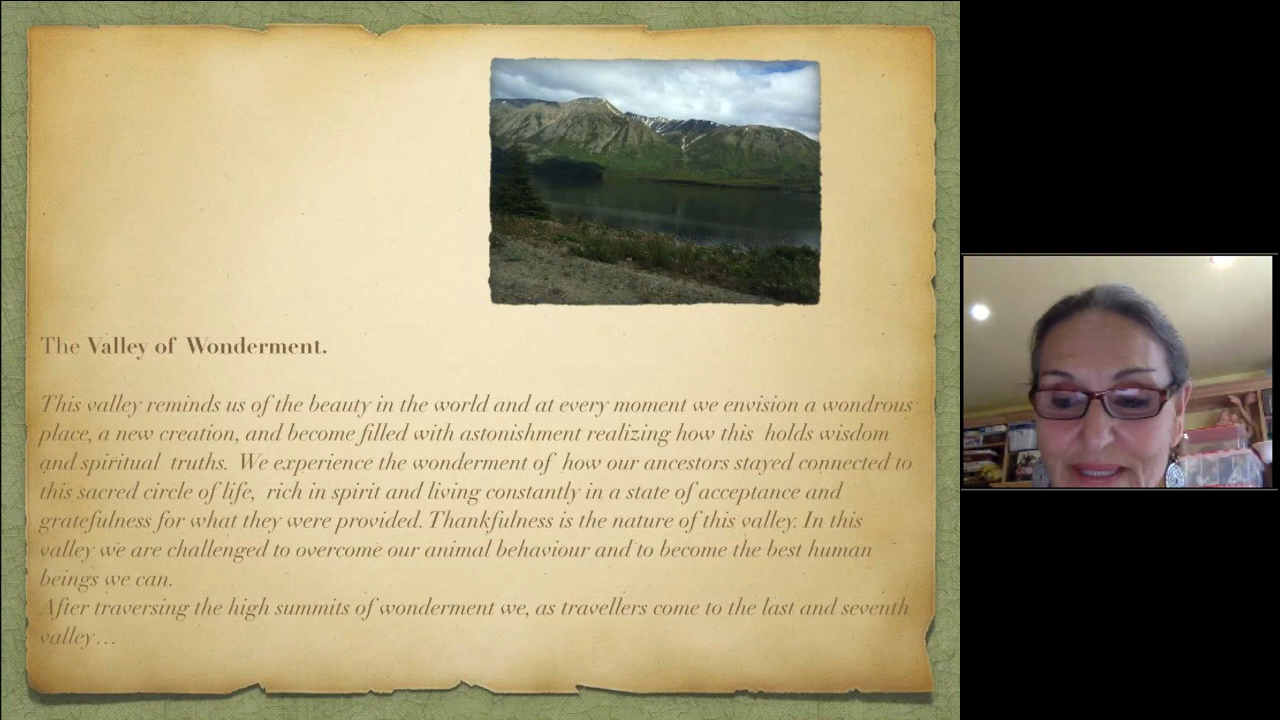 The Valley of Wonderment.
This valley reminds us of the beauty in the world and at every moment we envision a wondrous
place, a new creation, and become filled with astonishment realizing how this holds wisdom
and spiritual truths. We experience the wonderment of how our ancestors stayed connected to
this sacred circle of life, rich in spirit and living constantly in a state of acceptance and
gratefulness for what they were provided. Thankfulness is the nature of this valley. In this
valley we are challenged to overcome our animal behaviour and to become the best human
beings we can.
After traversing the high summits of wonderment we, as travellers come to the last and seventh
valley…